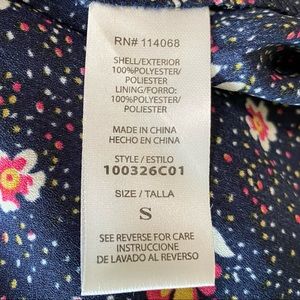 RN# 114068
SHELL/EXTERIOR
100%POLYESTER/
POLIESTER
LINING/FORRO:
100%POLYESTER/
POLIESTER
MADE IN CHINA
HECHO EN CHINA
STYLE / ESTILO
100326C01
SIZE / TALLA
S
SEE REVERSE FOR CARE
INSTRUCCIONE
DE LAVADO AL REVERSO